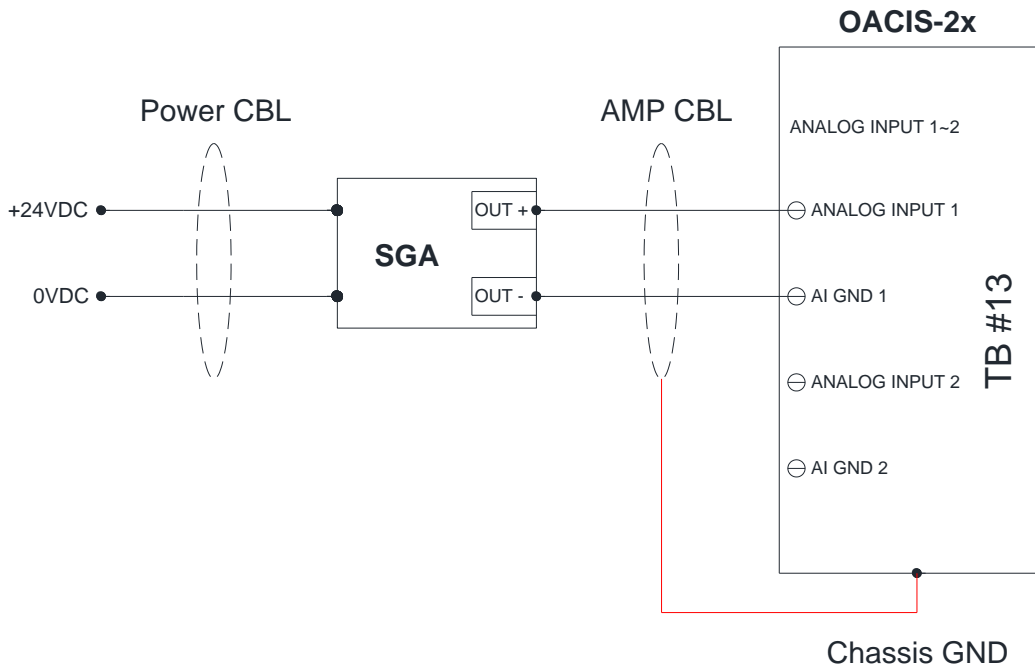 OACIS-2x
Power CBL
AMP CBL
ANALOG INPUT 1~2
+24VDC
OUT +
ANALOG INPUT 1
SGA
0VDC
OUT -
AI GND 1
TB #13
ANALOG INPUT 2
AI GND 2
Chassis GND